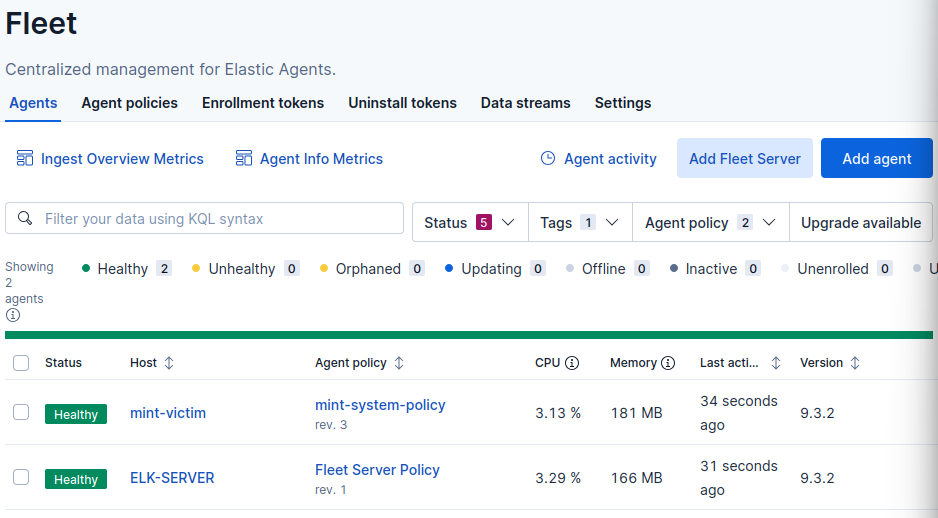 Fleet
Centralized management for Elastic Agents.
Agents Agent policies Enrollment tokens Uninstall tokens Data streams Settings
Ingest Overview Metrics Agent Info Metrics Agent activity Add Fleet Server Add agent
Filter your data using KQL syntax Status 5 Tags 1 Agent policy 2 Upgrade available
Showing 2 agents Healthy 2 Unhealthy 0 Orphaned 0 Updating 0 Offline 0 Inactive 0 Unenrolled 0 U
Status Host Agent policy CPU Memory Last acti... Version
Healthy mint-victim mint-system-policy rev. 3 3.13 % 181 MB 34 seconds ago 9.3.2
Healthy ELK-SERVER Fleet Server Policy rev. 1 3.29 % 166 MB 31 seconds ago 9.3.2